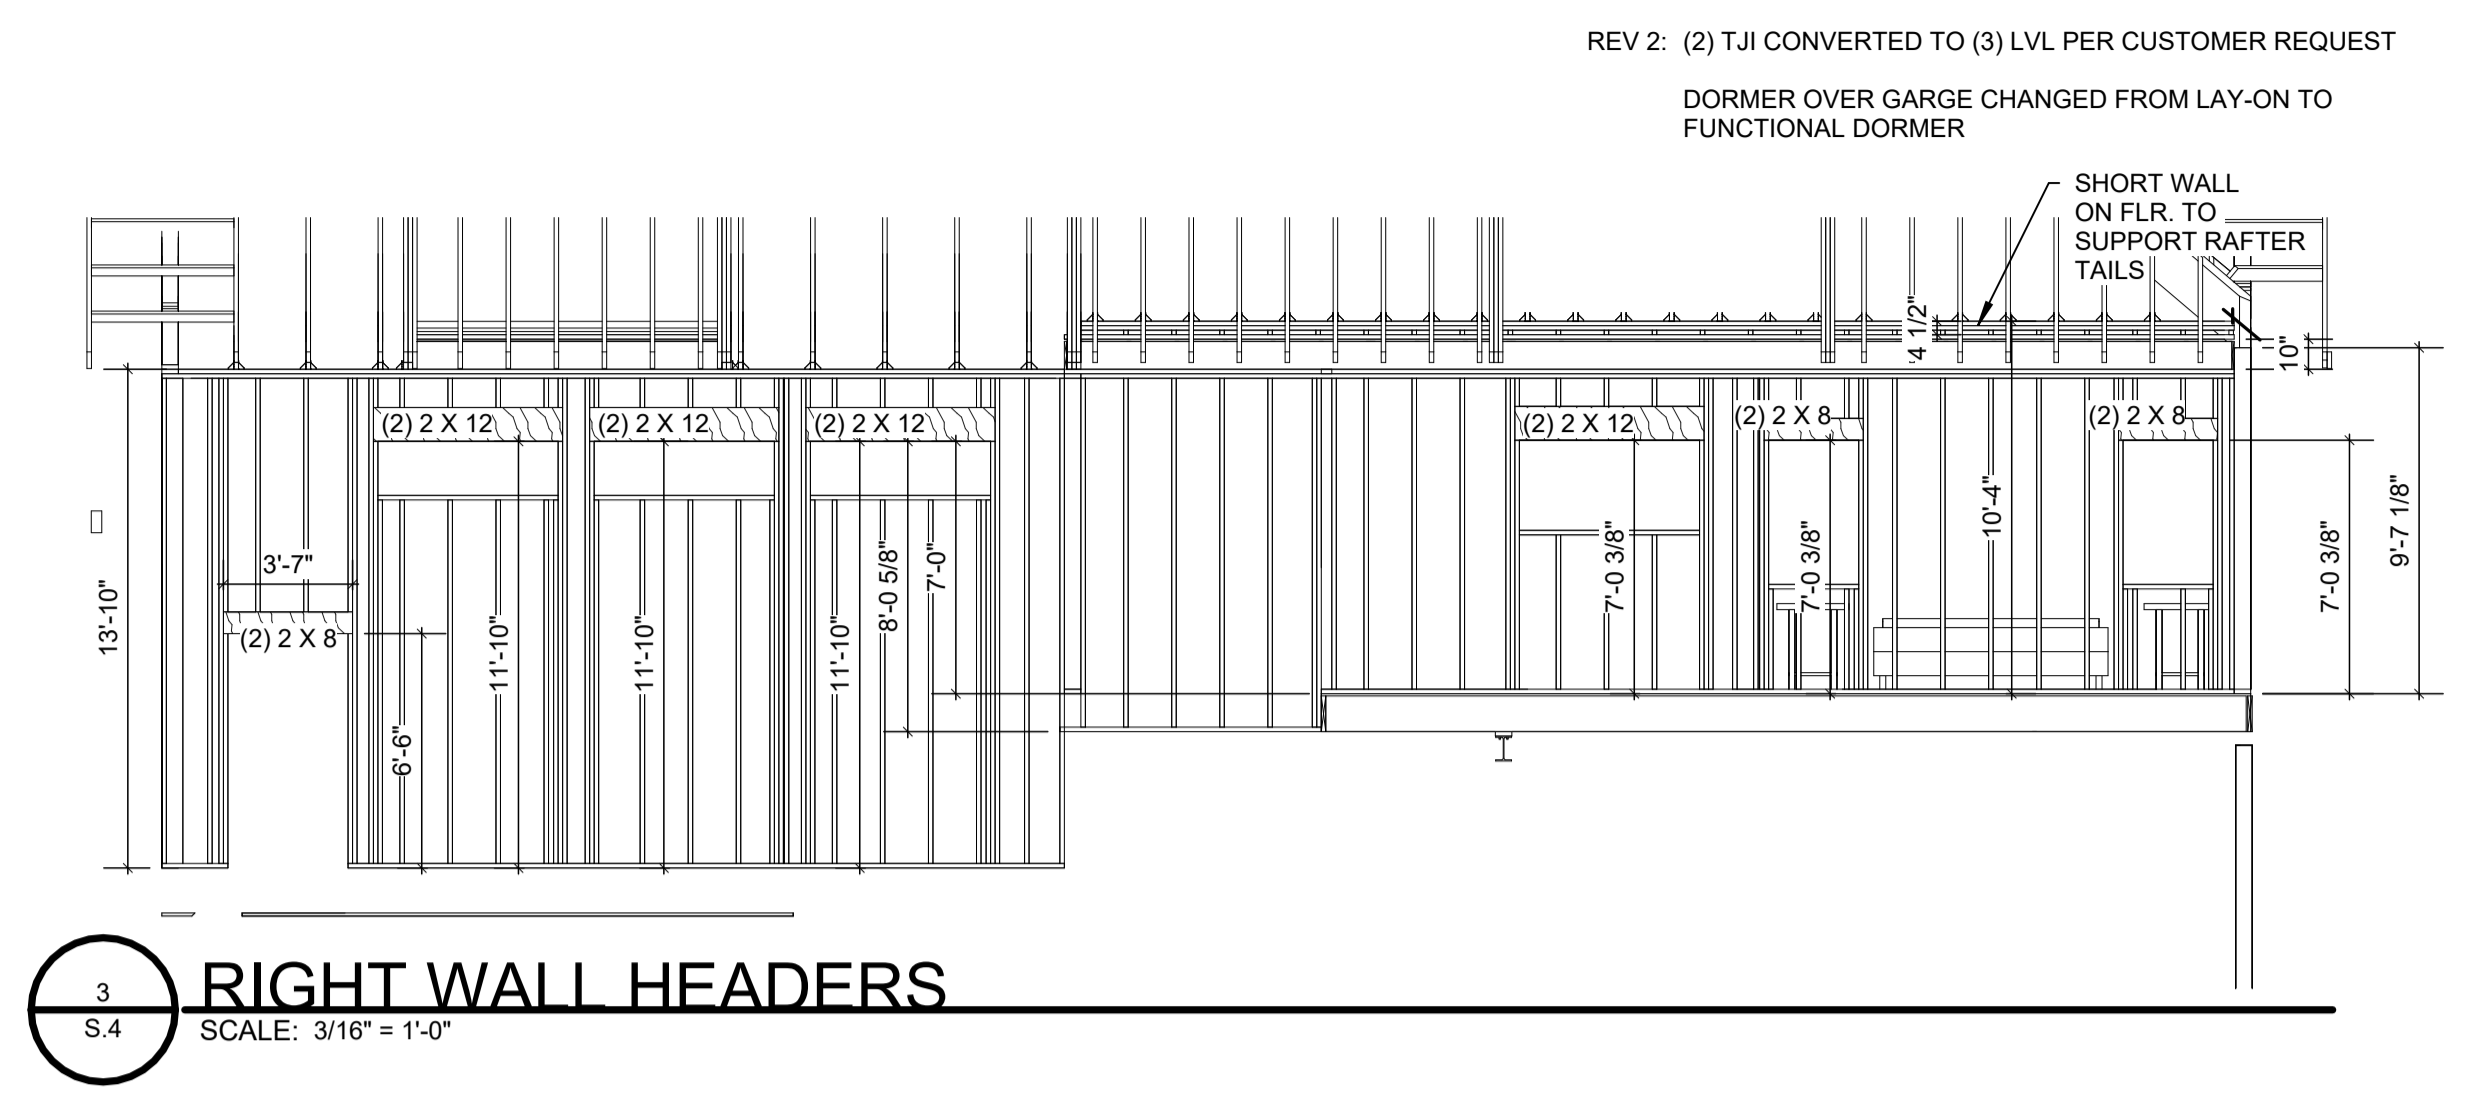 REV 2: (2) TJI CONVERTED TO (3) LVL PER CUSTOMER REQUEST
DORMER OVER GARGE CHANGED FROM LAY-ON TO
FUNCTIONAL DORMER
SHORT WALL
ON FLR. TO
SUPPORT RAFTER
TAILS
4 1/2"
10"
(2) 2 X 12
(2) 2 X 12
(2) 2 X 12
(2) 2 X 12
(2) 2 X 8
(2) 2 X 8
13'-10"
3'-7"
(2) 2 X 8
6'-6"
11'-10"
11'-10"
11'-10"
8'-0 5/8"
7'-0"
7'-0 3/8"
7'-0 3/8"
10'-4"
7'-0 3/8"
9'-7 1/8"
3
S.4
RIGHT WALL HEADERS
SCALE: 3/16" = 1'-0"